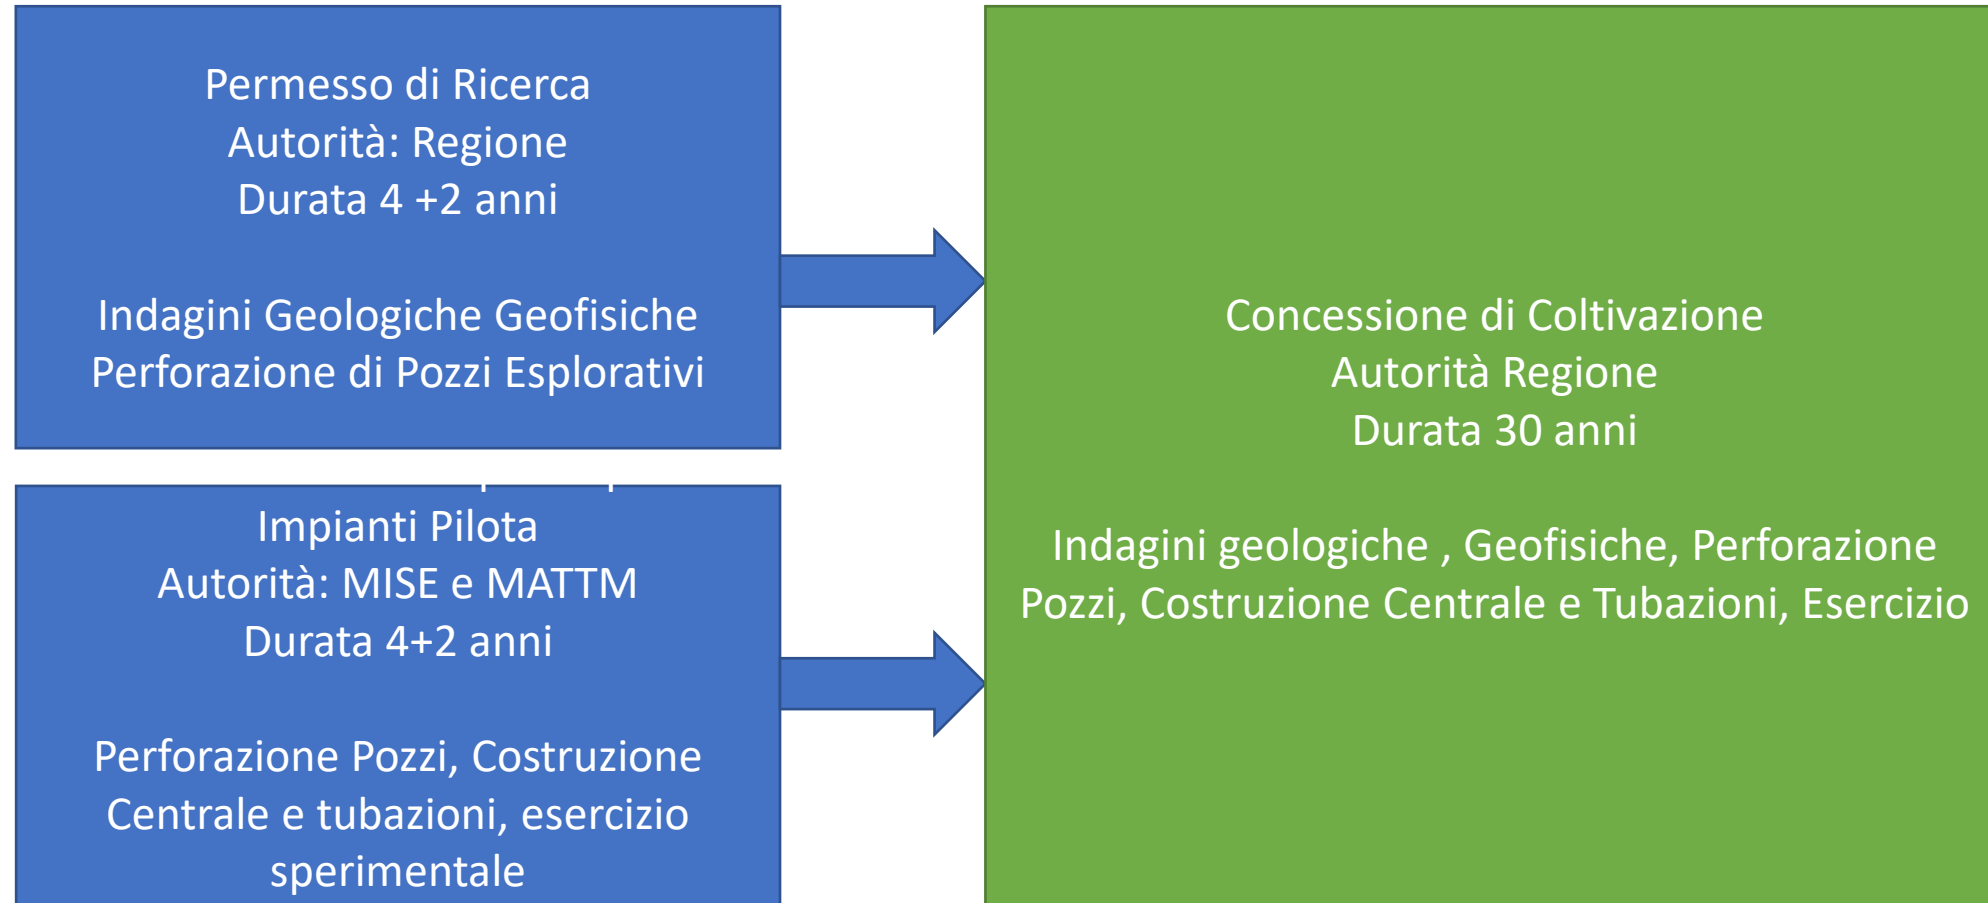 Permesso di Ricerca
Autorità: Regione
Durata 4 +2 anni
Indagini Geologiche Geofisiche
Perforazione di Pozzi Esplorativi
Impianti Pilota
Autorità: MISE e MATTM
Durata 4+2 anni
Perforazione Pozzi, Costruzione
Centrale e tubazioni, esercizio
sperimentale
Concessione di Coltivazione
Autorità Regione
Durata 30 anni
Indagini geologiche , Geofisiche, Perforazione
Pozzi, Costruzione Centrale e Tubazioni, Esercizio